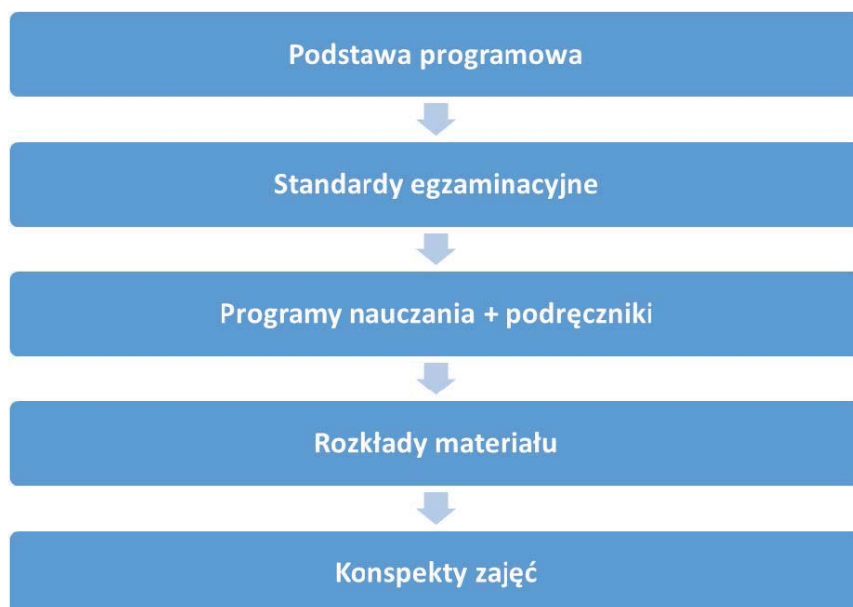 Podstawa programowa
Standardy egzaminacyjne
Programy nauczania + podręczniki
Rozkłady materiału
Konspekty zajęć